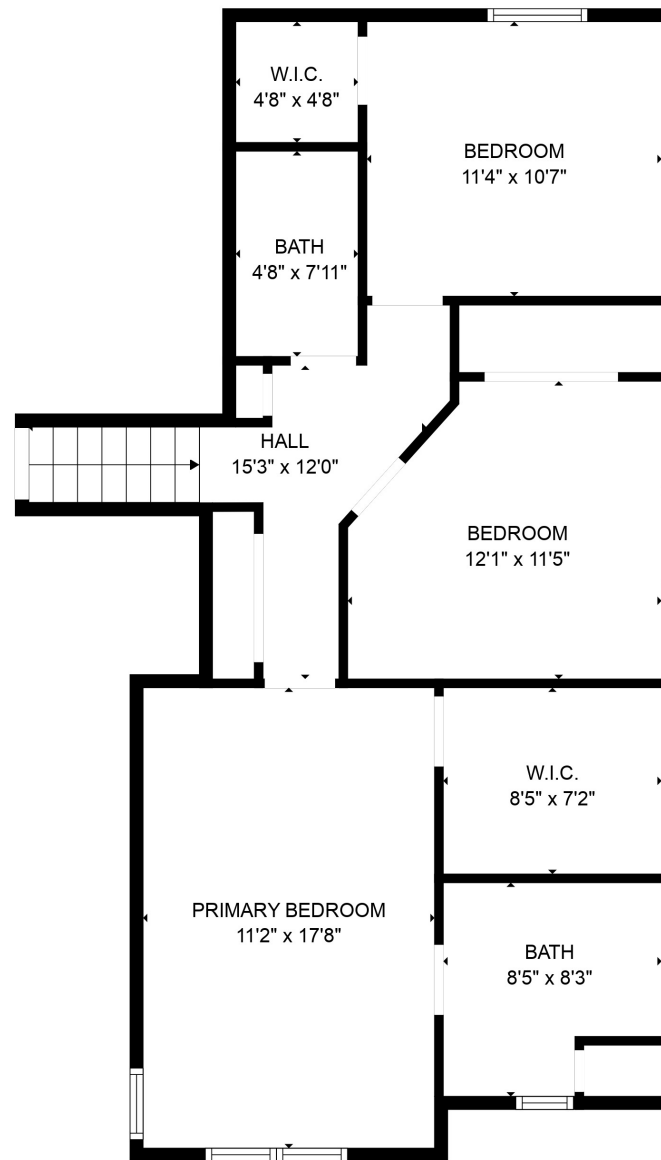 W.I.C.
4'8" x 4'8"
BEDROOM
11'4" x 10'7"
BATH
4'8" x 7'11"
HALL
15'3" x 12'0"
BEDROOM
12'1" x 11'5"
W.I.C.
8'5" x 7'2"
PRIMARY BEDROOM
11'2" x 17'8"
BATH
8'5" x 8'3"